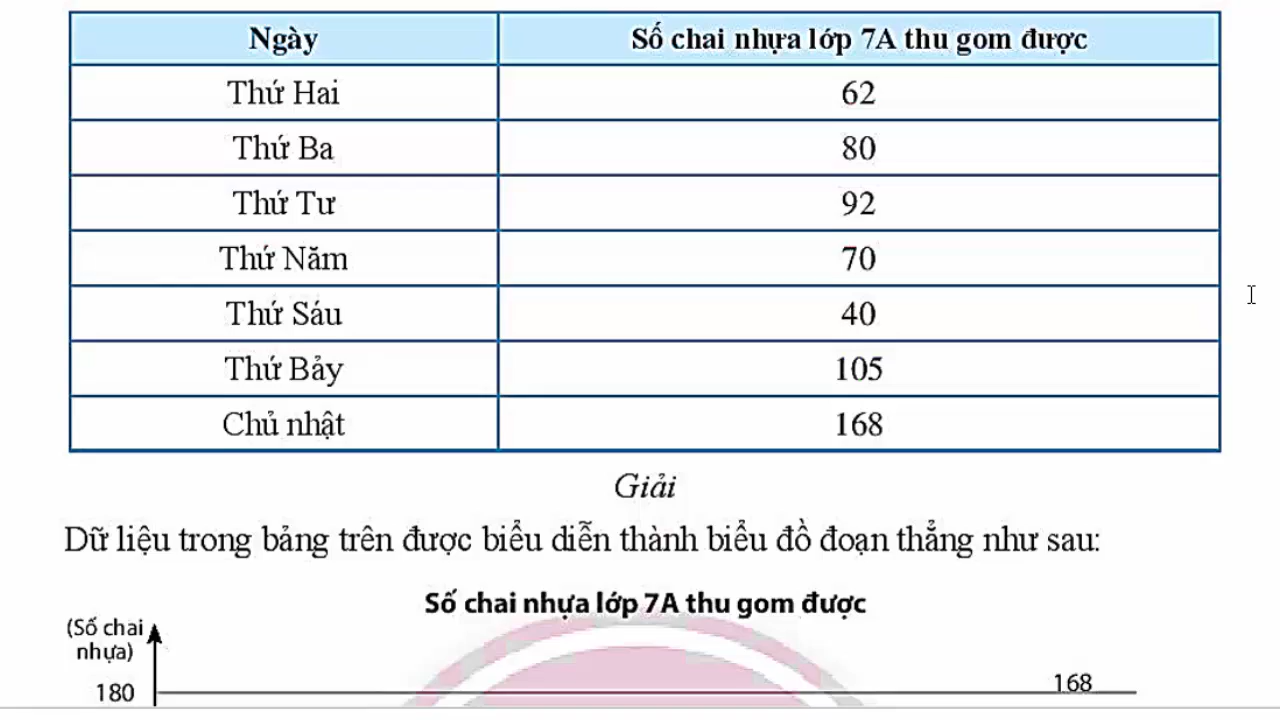 Ngày Số chai nhựa lớp 7A thu gom được
Thứ Hai 62
Thứ Ba 80
Thứ Tư 92
Thứ Năm 70
Thứ Sáu 40
Thứ Bảy 105
Chủ nhật 168
Giải
Dữ liệu trong bảng trên được biểu diễn thành biểu đồ đoạn thẳng như sau:
Số chai nhựa lớp 7A thu gom được
(Số chai
nhựa)
180 168